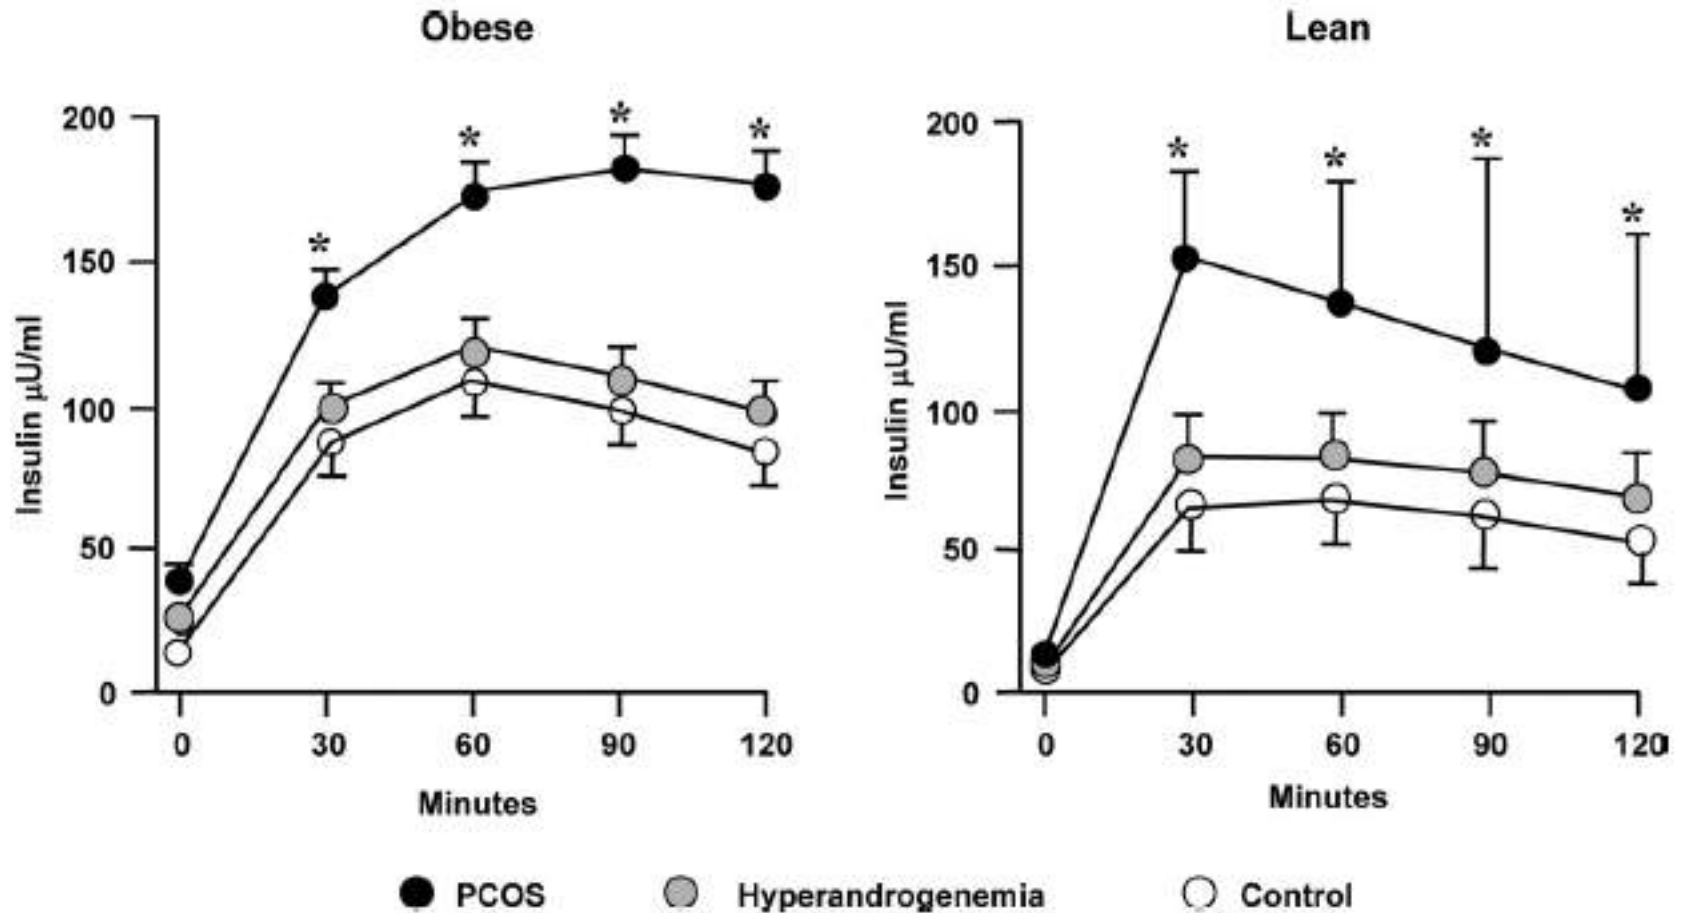 Obese
200
150
100
50
0
Insulin µU/ml
* * * *
0 30 60 90 120
Minutes
Lean
200
150
100
50
0
Insulin µU/ml
* * * *
0 30 60 90 120
Minutes
PCOS Hyperandrogenemia Control